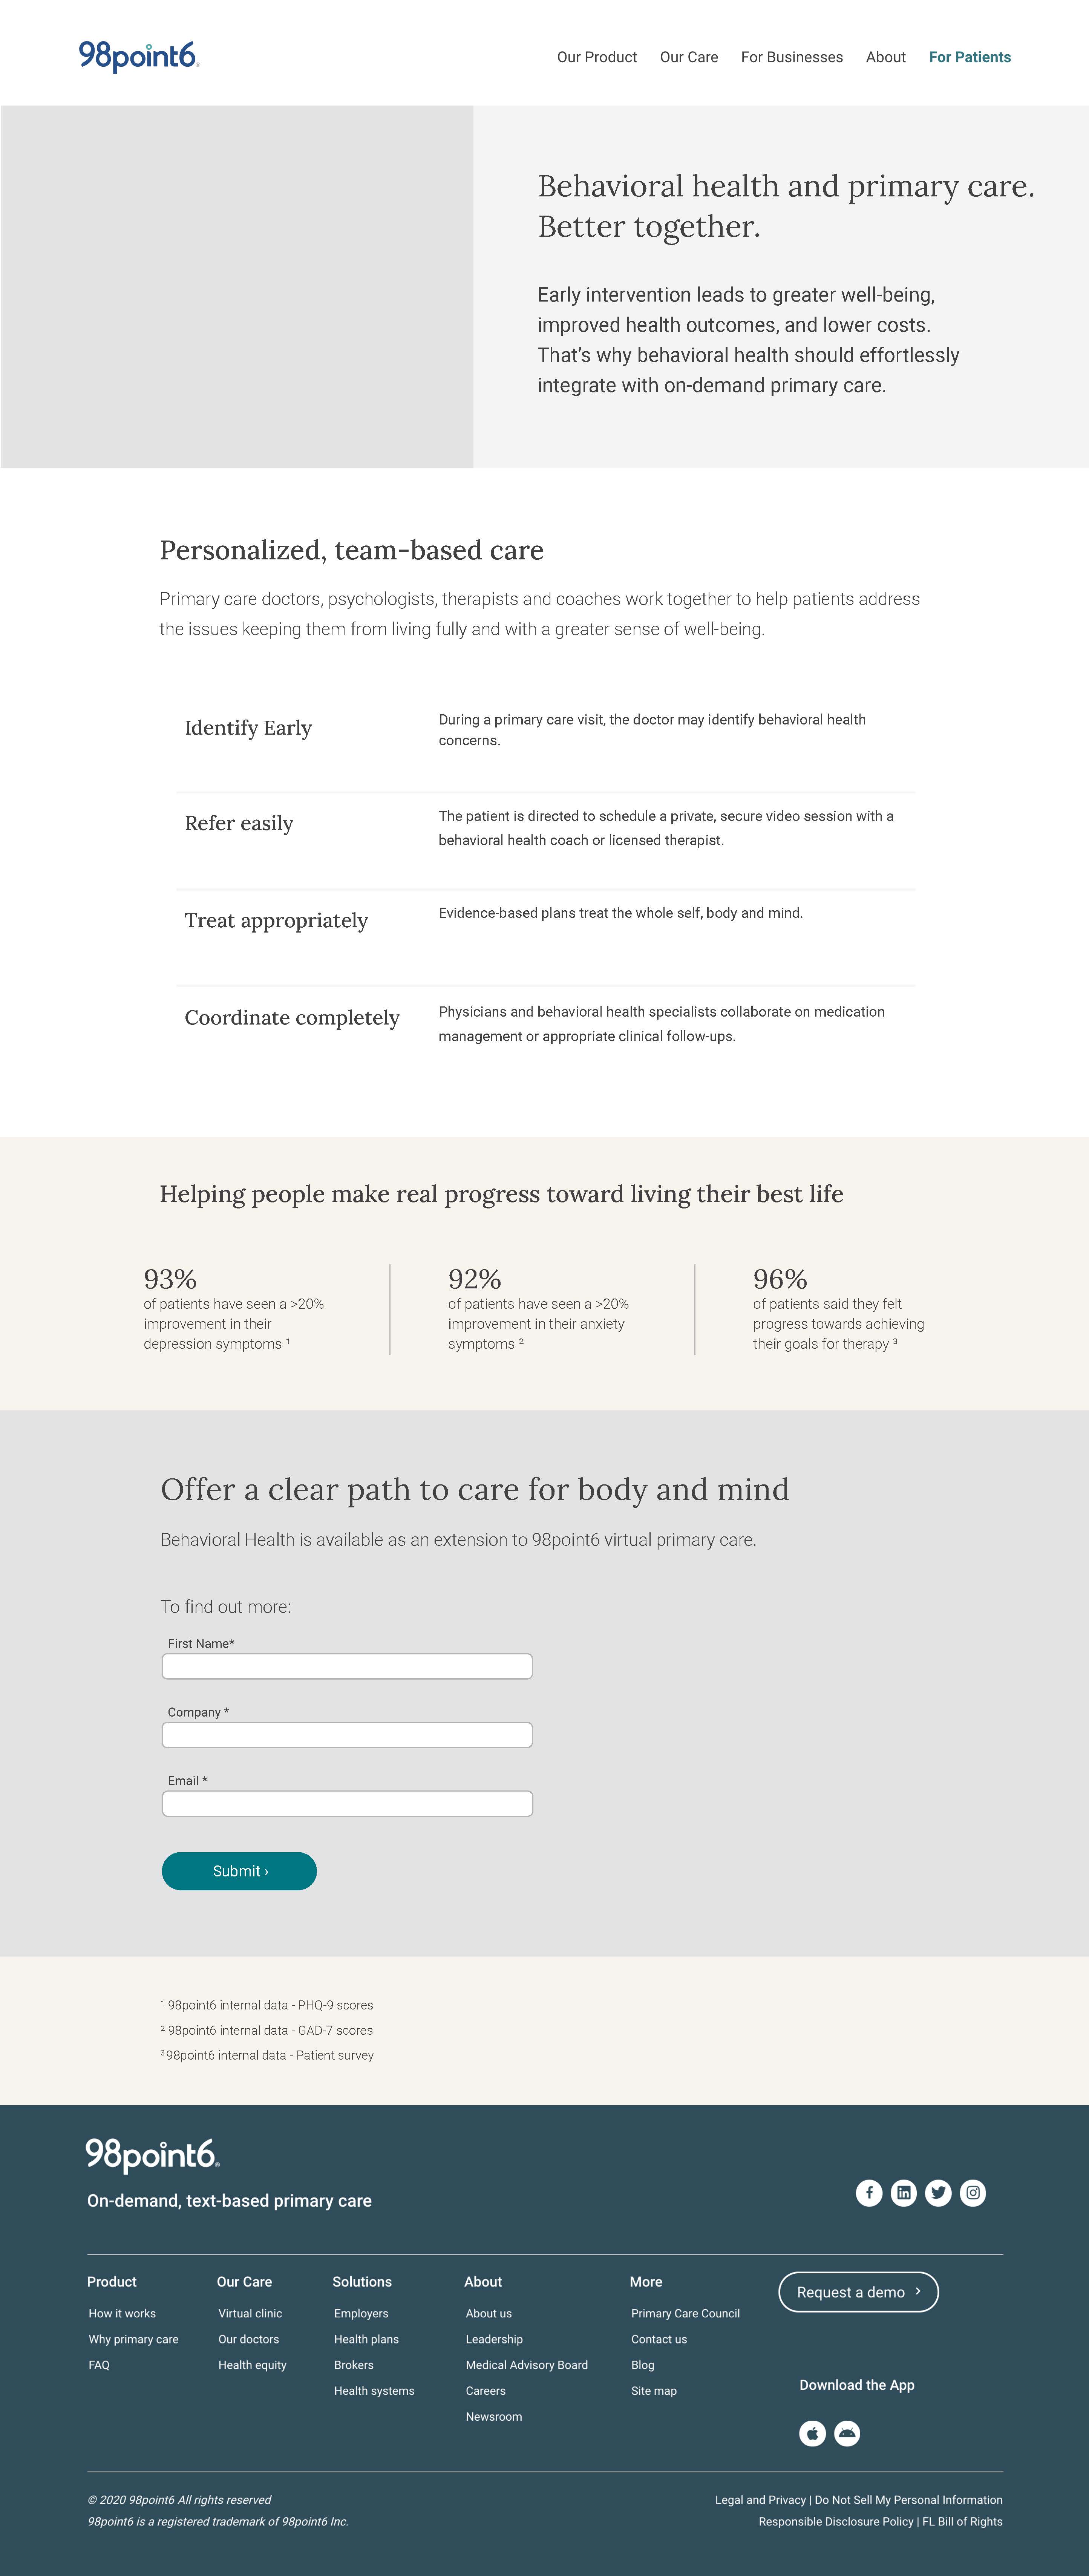 98point6®
Our Product Our Care For Businesses About For Patients
Behavioral health and primary care.
Better together.
Early intervention leads to greater well-being,
improved health outcomes, and lower costs.
That’s why behavioral health should effortlessly
integrate with on-demand primary care.
Personalized, team-based care
Primary care doctors, psychologists, therapists and coaches work together to help patients address
the issues keeping them from living fully and with a greater sense of well-being.
Identify Early
During a primary care visit, the doctor may identify behavioral health
concerns.
Refer easily
The patient is directed to schedule a private, secure video session with a
behavioral health coach or licensed therapist.
Treat appropriately
Evidence-based plans treat the whole self, body and mind.
Coordinate completely
Physicians and behavioral health specialists collaborate on medication
management or appropriate clinical follow-ups.
Helping people make real progress toward living their best life
93%
of patients have seen a >20%
improvement in their
depression symptoms ¹
92%
of patients have seen a >20%
improvement in their anxiety
symptoms ²
96%
of patients said they felt
progress towards achieving
their goals for therapy ³
Offer a clear path to care for body and mind
Behavioral Health is available as an extension to 98point6 virtual primary care.
To find out more:
First Name*
Company *
Email *
Submit ›
¹ 98point6 internal data - PHQ-9 scores
² 98point6 internal data - GAD-7 scores
³ 98point6 internal data - Patient survey
98point6®
On-demand, text-based primary care
Product
How it works
Why primary care
FAQ
Our Care
Virtual clinic
Our doctors
Health equity
Solutions
Employers
Health plans
Brokers
Health systems
About
About us
Leadership
Medical Advisory Board
Careers
Newsroom
More
Primary Care Council
Contact us
Blog
Site map
Request a demo ›
Download the App
© 2020 98point6 All rights reserved
98point6 is a registered trademark of 98point6 Inc.
Legal and Privacy | Do Not Sell My Personal Information
Responsible Disclosure Policy | FL Bill of Rights